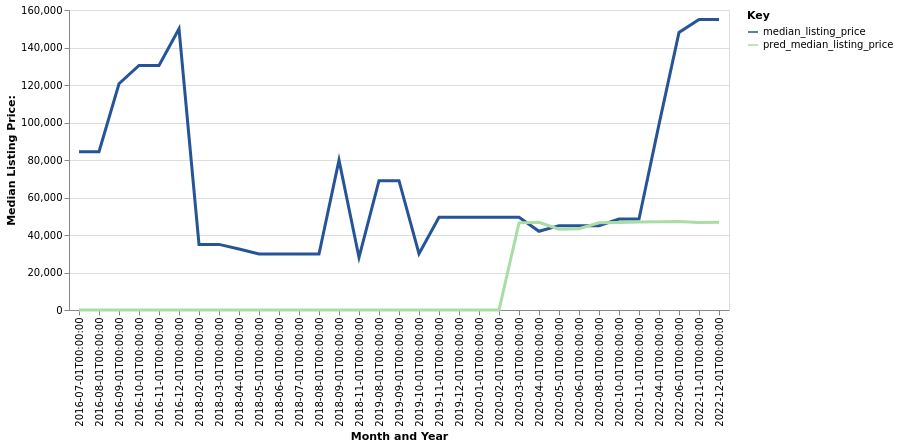 160,000
140,000
120,000
100,000
80,000
60,000
40,000
20,000
0
Median Listing Price:
2016-07-01T00:00:00
2016-08-01T00:00:00
2016-09-01T00:00:00
2016-10-01T00:00:00
2016-11-01T00:00:00
2016-12-01T00:00:00
2018-02-01T00:00:00
2018-03-01T00:00:00
2018-04-01T00:00:00
2018-05-01T00:00:00
2018-06-01T00:00:00
2018-07-01T00:00:00
2018-08-01T00:00:00
2018-09-01T00:00:00
2018-11-01T00:00:00
2019-08-01T00:00:00
2019-09-01T00:00:00
2019-10-01T00:00:00
2019-11-01T00:00:00
2019-12-01T00:00:00
2020-01-01T00:00:00
2020-02-01T00:00:00
2020-03-01T00:00:00
2020-04-01T00:00:00
2020-05-01T00:00:00
2020-06-01T00:00:00
2020-08-01T00:00:00
2020-10-01T00:00:00
2020-11-01T00:00:00
2022-04-01T00:00:00
2022-06-01T00:00:00
2022-11-01T00:00:00
2022-12-01T00:00:00
Month and Year
Key
median_listing_price
pred_median_listing_price